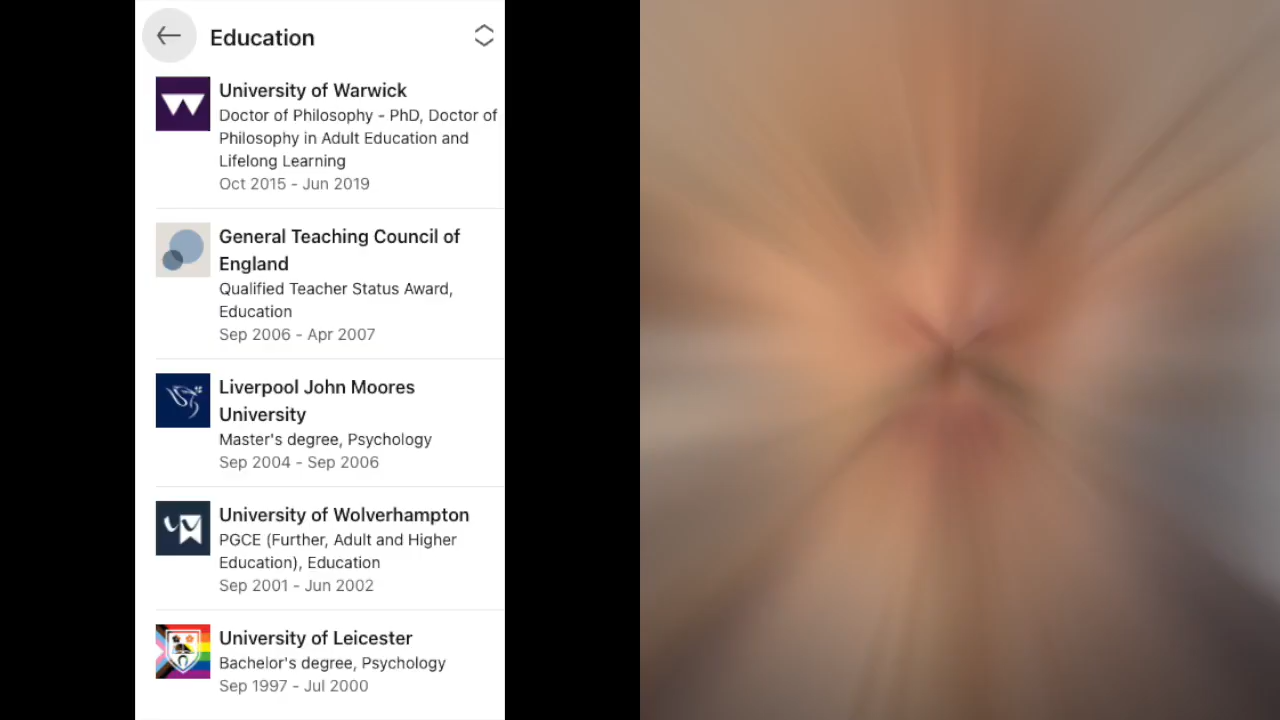 Education
University of Warwick
Doctor of Philosophy - PhD, Doctor of
Philosophy in Adult Education and
Lifelong Learning
Oct 2015 - Jun 2019
General Teaching Council of
England
Qualified Teacher Status Award,
Education
Sep 2006 - Apr 2007
Liverpool John Moores
University
Master's degree, Psychology
Sep 2004 - Sep 2006
University of Wolverhampton
PGCE (Further, Adult and Higher
Education), Education
Sep 2001 - Jun 2002
University of Leicester
Bachelor's degree, Psychology
Sep 1997 - Jul 2000